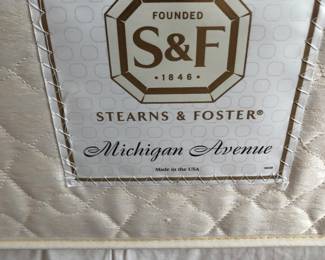 FOUNDED
S&F
• 1846 •
STEARNS & FOSTER®
Michigan Avenue
Made in the USA